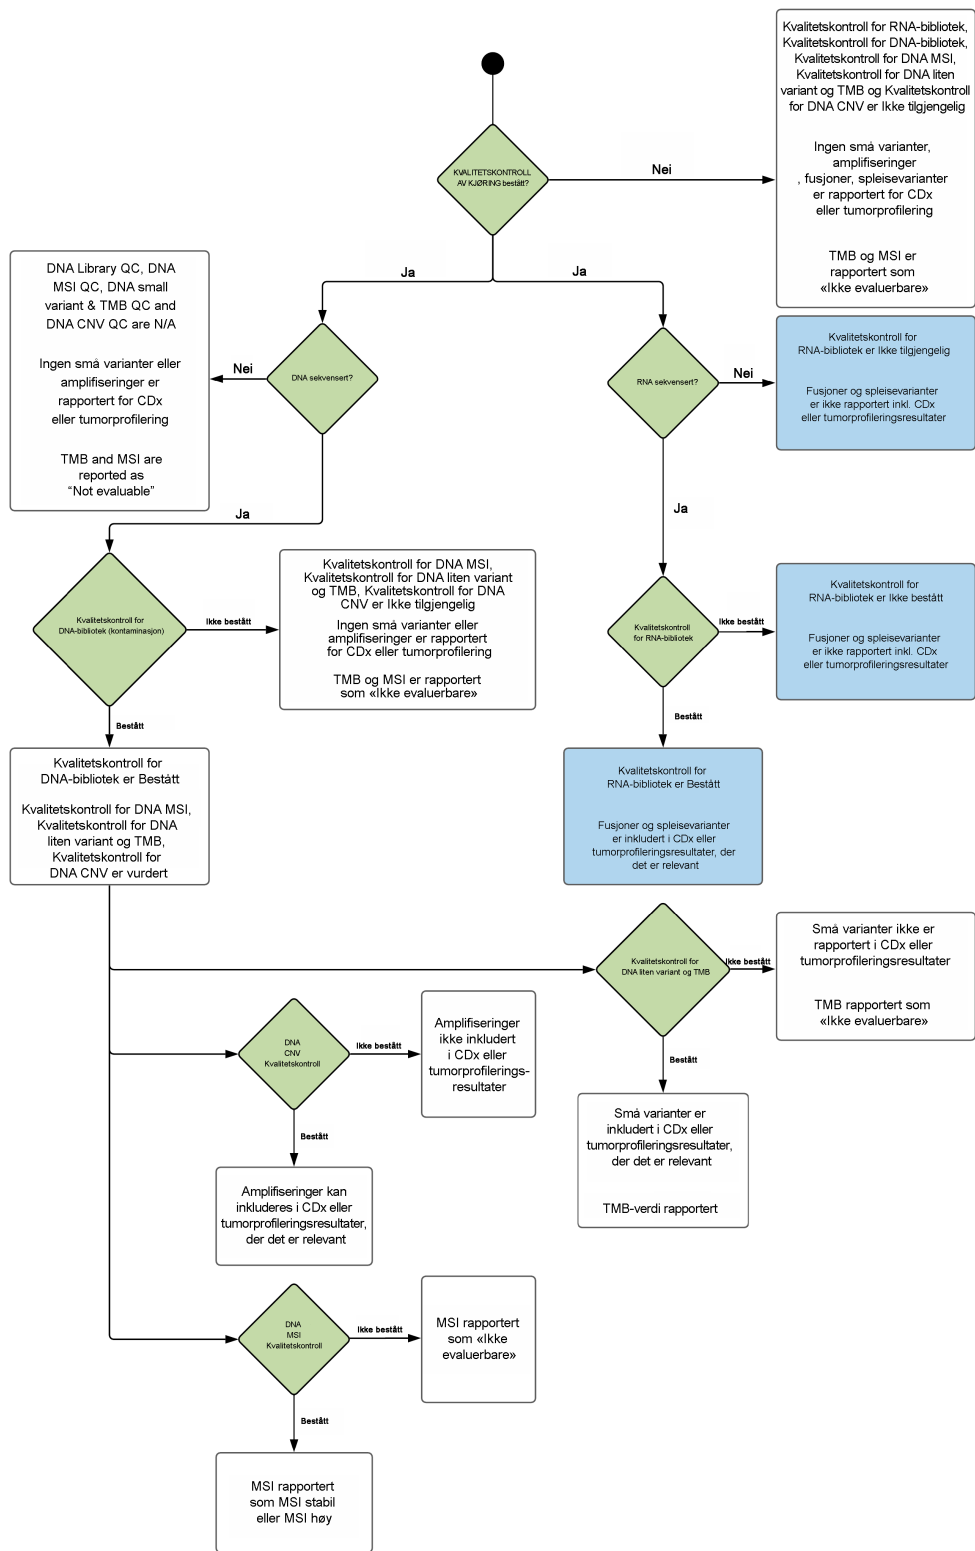 Kvalitetskontroll for RNA-bibliotek,
Kvalitetskontroll for DNA-bibliotek,
Kvalitetskontroll for DNA MSI,
Kvalitetskontroll for DNA liten
variant og TMB og Kvalitetskontroll
for DNA CNV er Ikke tilgjengelig
Ingen små varianter,
amplifiseringer
, fusjoner, spleisevarianter
er rapportert for CDx
eller tumorprofilering
TMB og MSI er
rapportert som
«Ikke evaluerbare»
KVALITETSKONTROLL
AV KJØRING bestått?
Nei
Ja
Ja
DNA Library QC, DNA
MSI QC, DNA small
variant & TMB QC and
DNA CNV QC are N/A
Ingen små varianter eller
amplifiseringer er
rapportert for CDx
eller tumorprofilering
TMB and MSI are
reported as
“Not evaluable”
Nei
DNA sekvensert?
RNA sekvensert?
Nei
Kvalitetskontroll for
RNA-bibliotek er Ikke tilgjengelig
Fusjoner og spleisevarianter
er ikke rapportert inkl. CDx
eller tumorprofileringsresultater
Ja
Ja
Kvalitetskontroll for
DNA-bibliotek (kontaminasjon)
Ikke bestått
Kvalitetskontroll for DNA MSI,
Kvalitetskontroll for DNA liten variant
og TMB, Kvalitetskontroll for DNA
CNV er Ikke tilgjengelig
Ingen små varianter eller
amplifiseringer er rapportert
for CDx eller tumorprofilering
TMB og MSI er rapportert
som «Ikke evaluerbare»
Kvalitetskontroll
for RNA-bibliotek
Ikke bestått
Kvalitetskontroll for
RNA-bibliotek er Ikke bestått
Fusjoner og spleisevarianter
er ikke rapportert inkl. CDx
eller tumorprofileringsresultater
Bestått
Bestått
Kvalitetskontroll for
DNA-bibliotek er Bestått
Kvalitetskontroll for DNA MSI,
Kvalitetskontroll for DNA
liten variant og TMB,
Kvalitetskontroll for
DNA CNV er vurdert
Kvalitetskontroll for
RNA-bibliotek er Bestått
Fusjoner og spleisevarianter
er inkludert i CDx eller
tumorprofileringsresultater, der
det er relevant
Kvalitetskontroll for
DNA liten variant og TMB
Ikke bestått
Små varianter ikke er
rapportert i CDx eller
tumorprofileringsresultater
TMB rapportert som
«Ikke evaluerbare»
DNA
CNV
Kvalitetskontroll
Ikke bestått
Amplifiseringer
ikke inkludert
i CDx eller
tumorprofilerings-
resultater
Bestått
Små varianter er
inkludert i CDx eller
tumorprofileringsresultater,
der det er relevant
TMB-verdi rapportert
Bestått
Amplifiseringer kan
inkluderes i CDx eller
tumorprofileringsresultater,
der det er relevant
DNA
MSI
Kvalitetskontroll
Ikke bestått
MSI rapportert
som «Ikke
evaluerbare»
Bestått
MSI rapportert
som MSI stabil
eller MSI høy